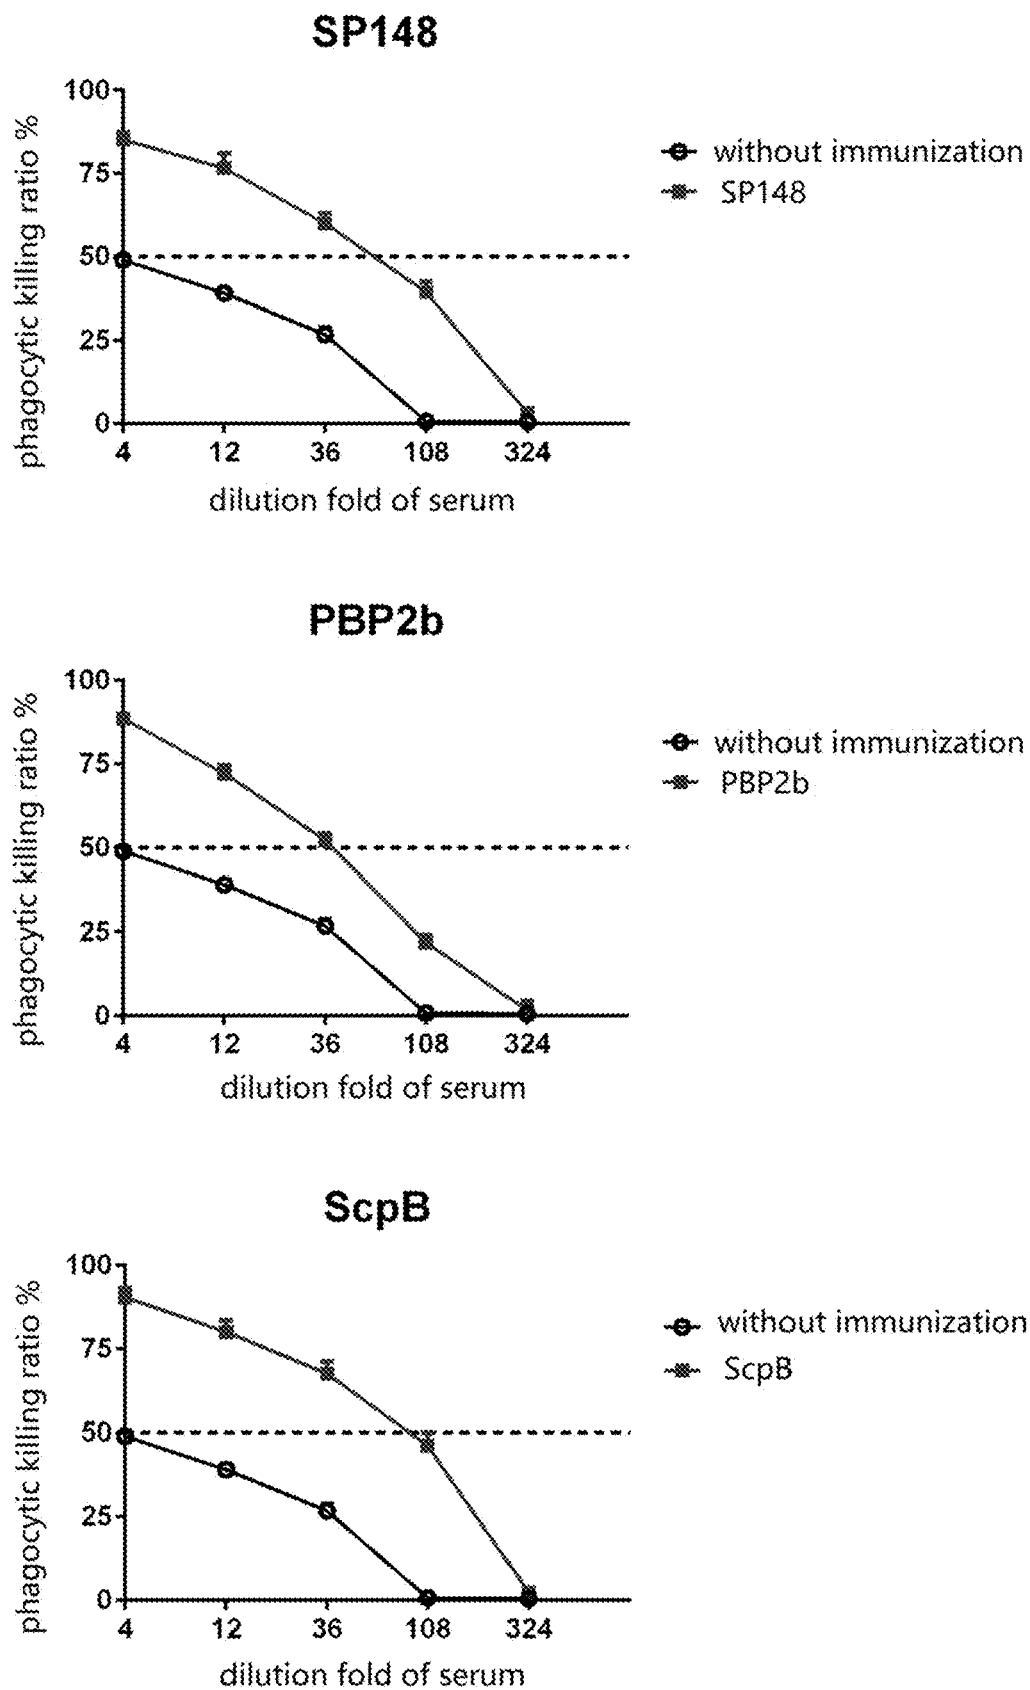 SP148
100
75
50
25
0
4 12 36 108 324
phagocytic killing ratio %
dilution fold of serum
without immunization
SP148
PBP2b
100
75
50
25
0
4 12 36 108 324
phagocytic killing ratio %
dilution fold of serum
without immunization
PBP2b
ScpB
100
75
50
25
0
4 12 36 108 324
phagocytic killing ratio %
dilution fold of serum
without immunization
ScpB